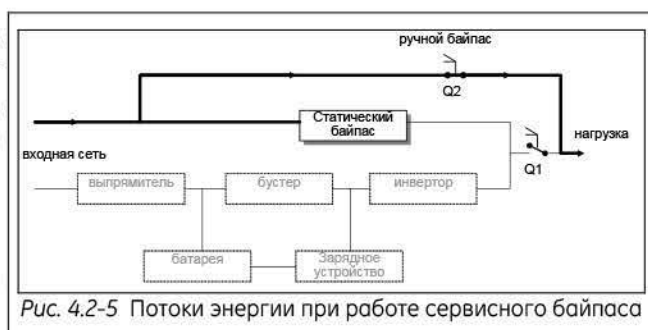 ручной байпас
Q2
Статический
байпас
нагрузка
входная сеть
Q1
выпрямитель
бустер
инвертор
батарея
Зарядное
устройство
Рис. 4.2-5 Потоки энергии при работе сервисного байпаса